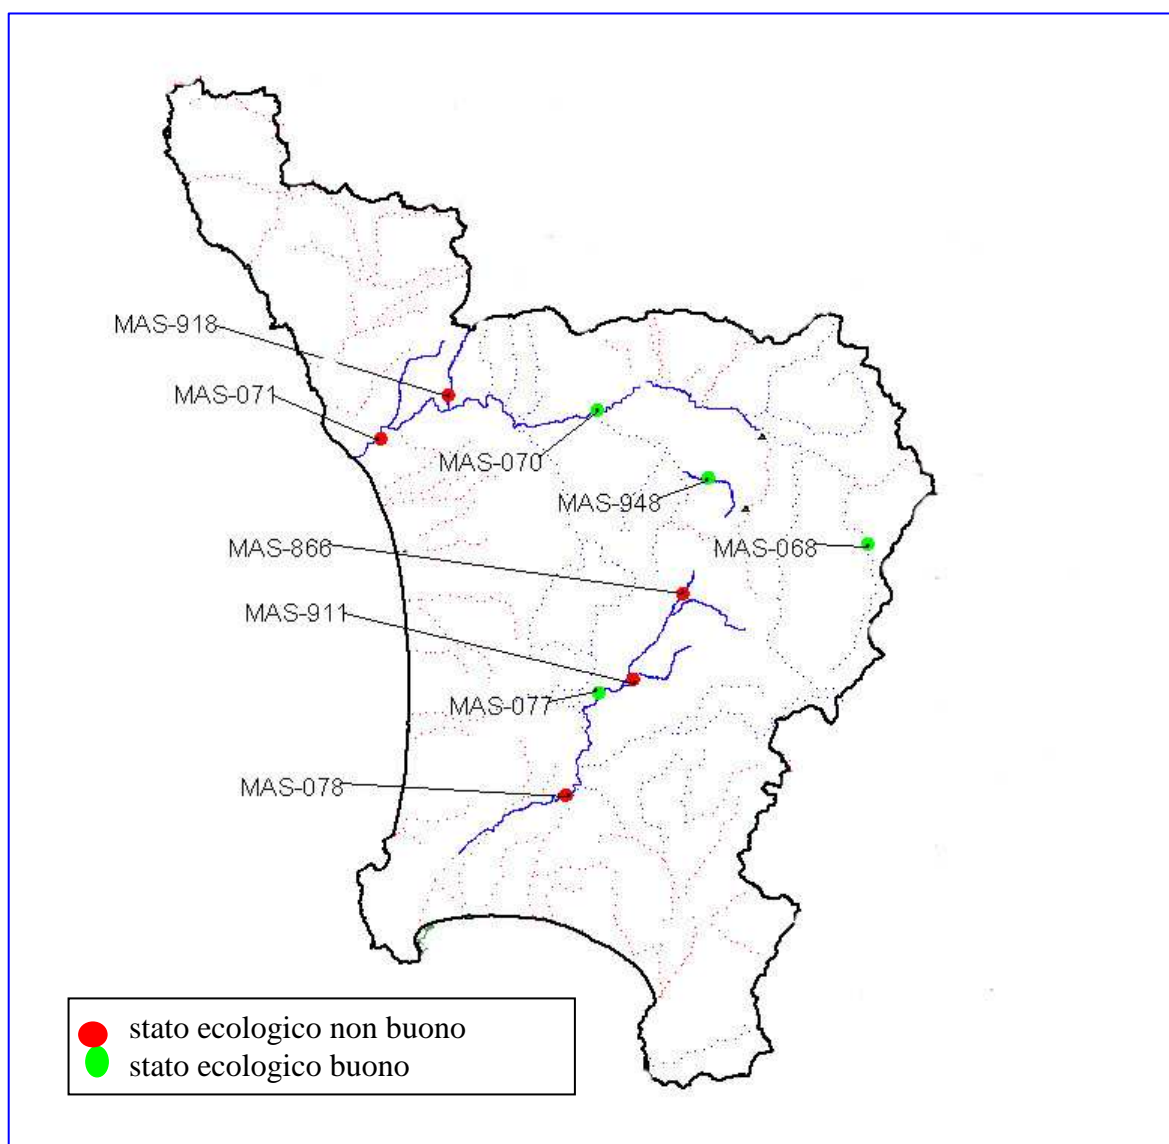 MAS-918
MAS-071
MAS-070
MAS-948
MAS-866
MAS-068
MAS-911
MAS-077
MAS-078
stato ecologico non buono
stato ecologico buono